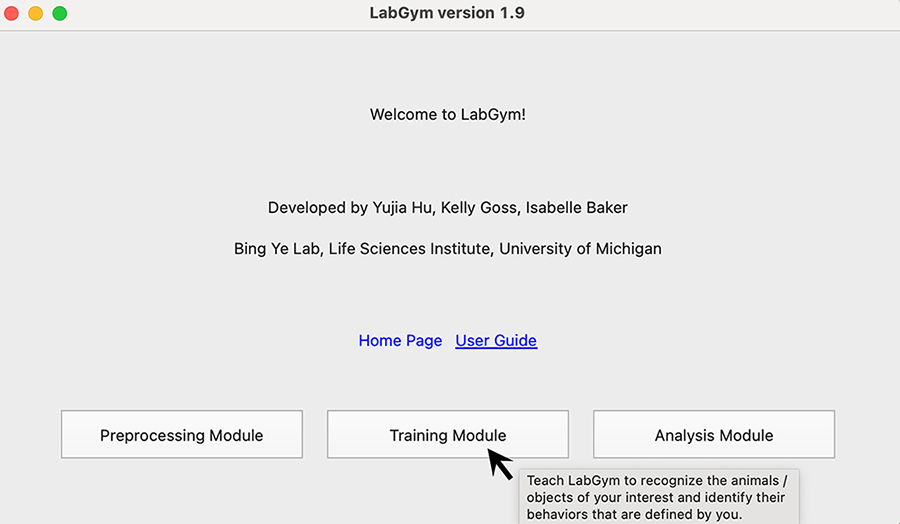 LabGym version 1.9
Welcome to LabGym!
Developed by Yujia Hu, Kelly Goss, Isabelle Baker
Bing Ye Lab, Life Sciences Institute, University of Michigan
Home Page User Guide
Preprocessing Module Training Module Analysis Module
Teach LabGym to recognize the animals /
objects of your interest and identify their
behaviors that are defined by you.